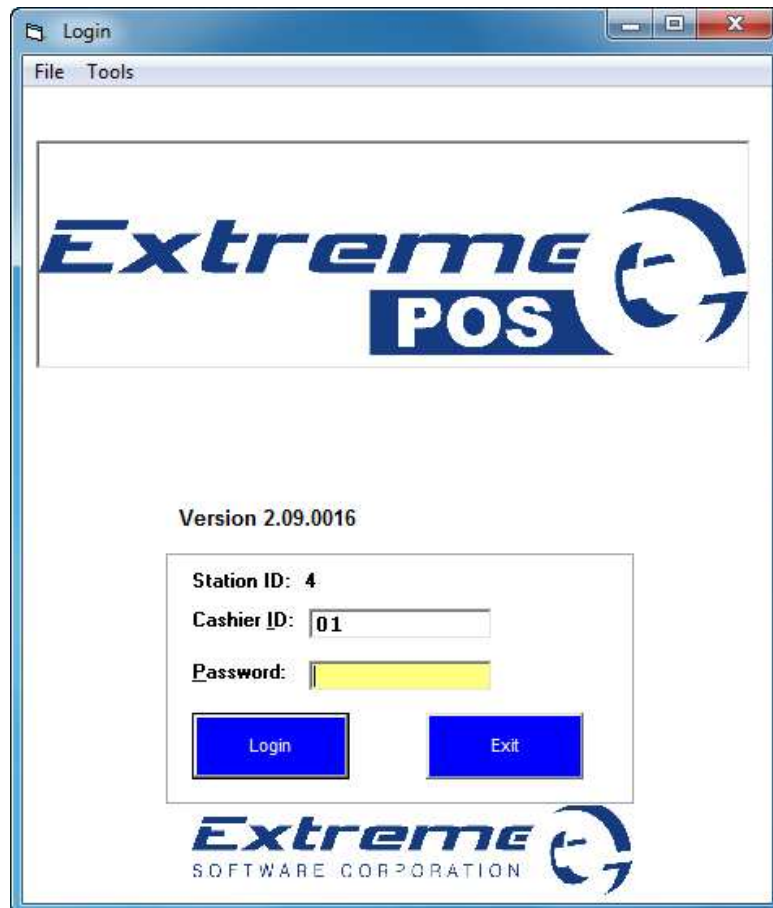 Login
File Tools
Extreme
POS
Version 2.09.0016
Station ID: 4
Cashier ID: 01
Password:
Login Exit
Extreme
SOFTWARE CORPORATION